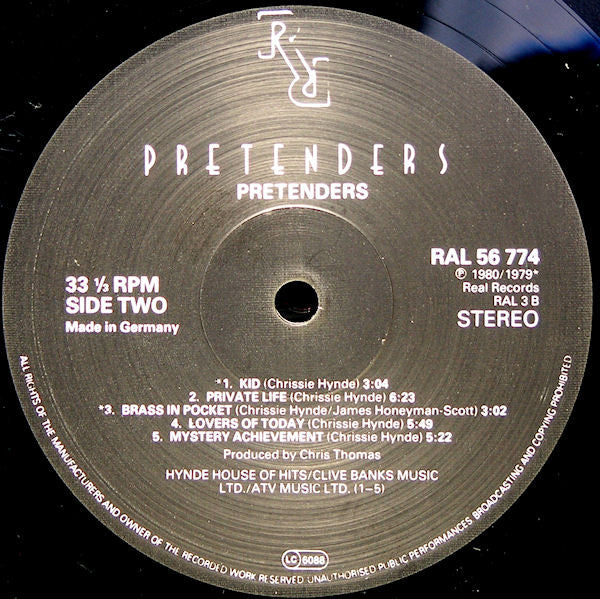 PRETENDERS
PRETENDERS
33 ⅓ RPM
SIDE TWO
Made in Germany
RAL 56 774
℗ 1980/1979*
Real Records
RAL 3 B
STEREO
*1. KID (Chrissie Hynde) 3:04
2. PRIVATE LIFE (Chrissie Hynde) 6:23
*3. BRASS IN POCKET (Chrissie Hynde/James Honeyman-Scott) 3:02
4. LOVERS OF TODAY (Chrissie Hynde) 5:49
5. MYSTERY ACHIEVEMENT (Chrissie Hynde) 5:22
Produced by Chris Thomas
HYNDE HOUSE OF HITS/CLIVE BANKS MUSIC
LTD./ATV MUSIC LTD. (1–5)
LC 6088
ALL RIGHTS OF THE MANUFACTURERS AND OWNER OF THE RECORDED WORK RESERVED. UNAUTHORISED PUBLIC PERFORMANCES BROADCASTING AND COPYING PROHIBITED